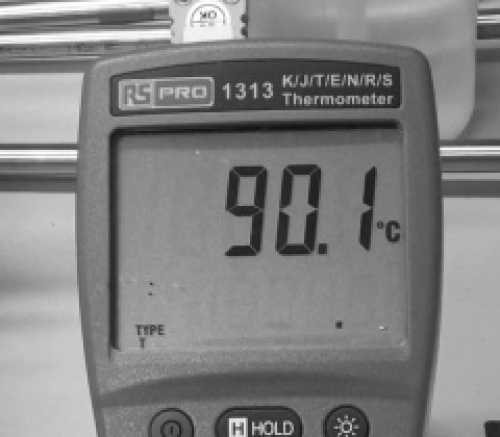 RS PRO 1313 K/J/T/E/N/R/S
Thermometer
90.1 °C
TYPE
T
H HOLD